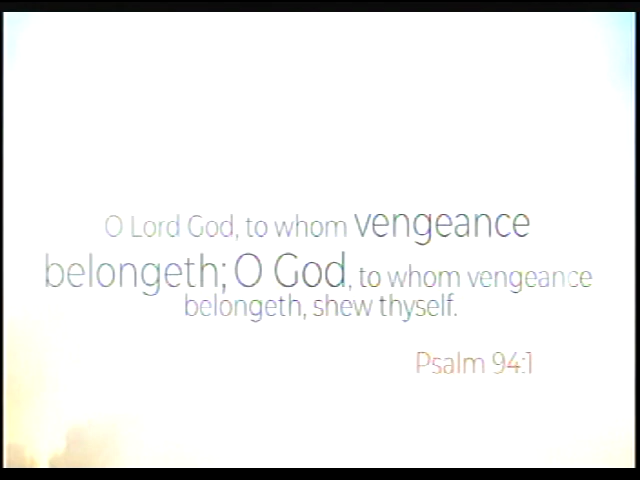 O Lord God, to whom vengeance
belongeth; O God, to whom vengeance
belongeth, shew thyself.
Psalm 94:1